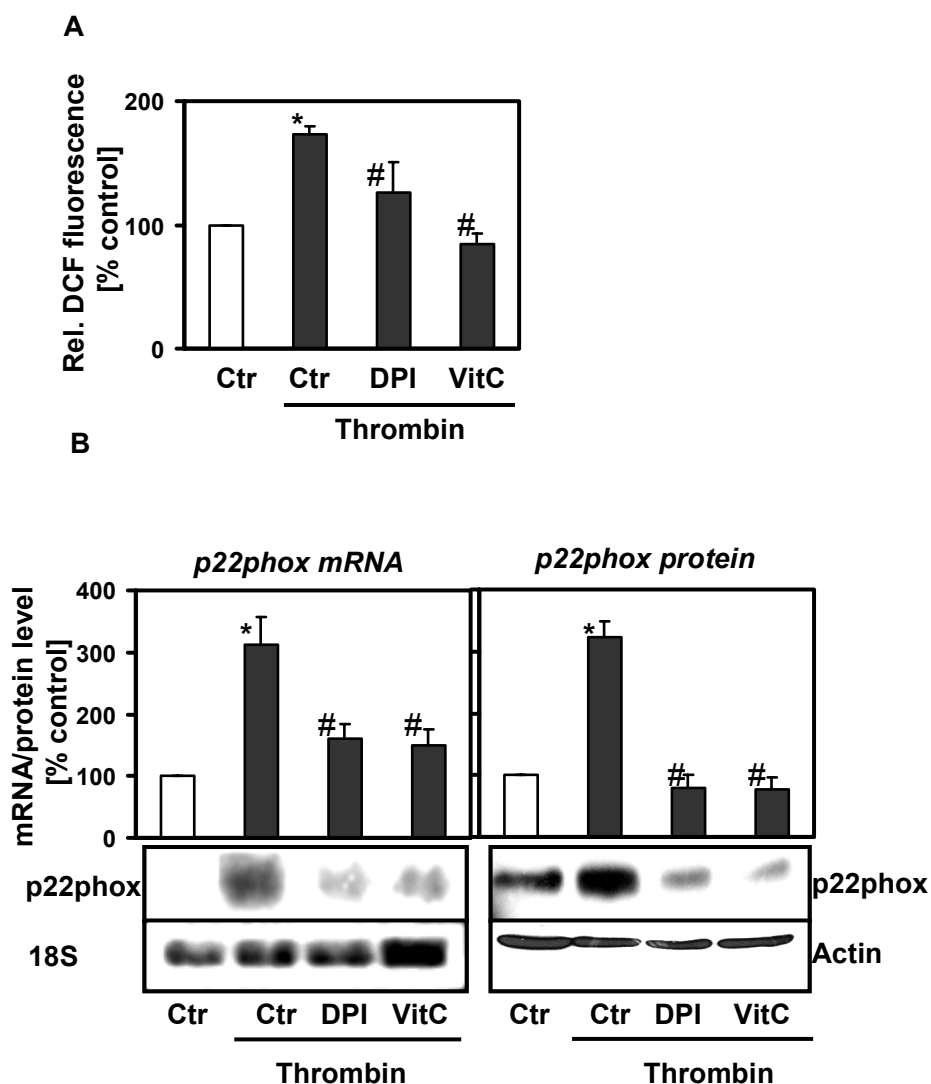 A
Rel. DCF fluorescence
[% control]
200
100
0
*
#
#
Ctr Ctr DPI VitC
Thrombin
B
p22phox mRNA
p22phox protein
mRNA/protein level
[% control]
400
300
200
100
0
*
#
#
*
#
#
p22phox
p22phox
18S
Actin
Ctr Ctr DPI VitC
Ctr Ctr DPI VitC
Thrombin
Thrombin